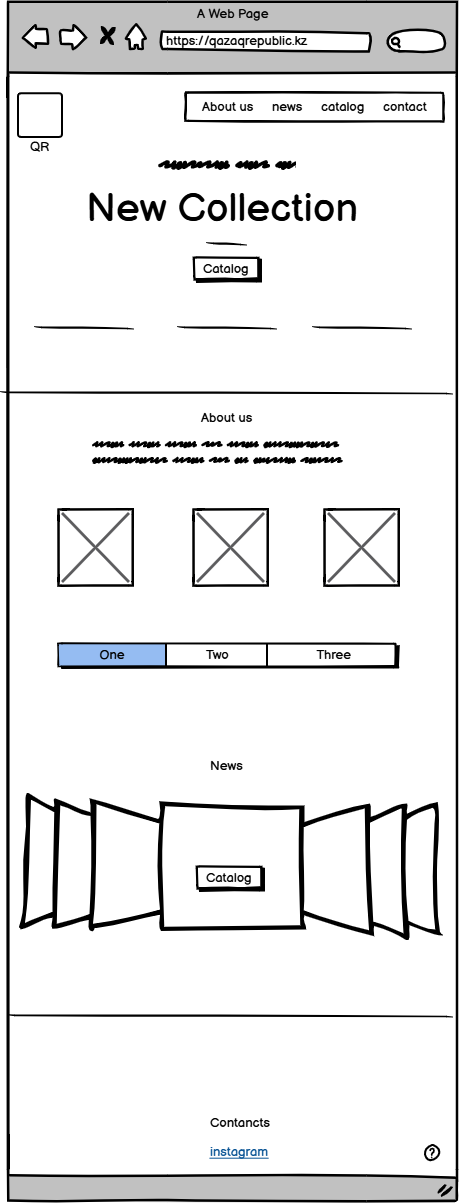 A Web Page
https://qazaqrepublic.kz
About us news catalog contact
QR
New Collection
Catalog
About us
One Two Three
News
Catalog
Contancts
instagram
?